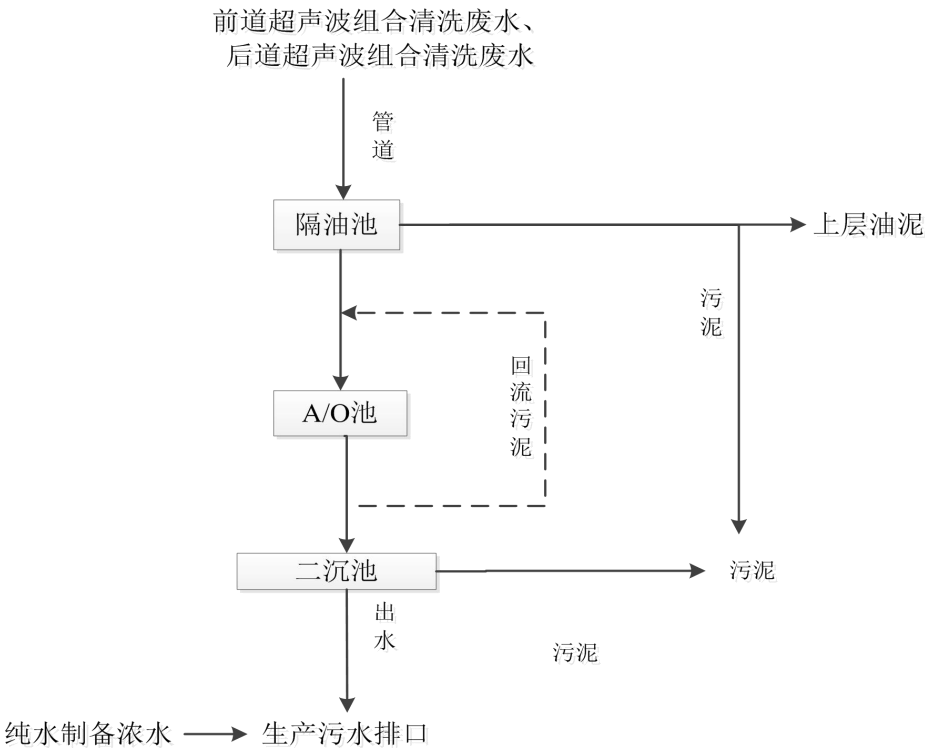 前道超声波组合清洗废水、
后道超声波组合清洗废水
管道
隔油池
上层油泥
污泥
回流污泥
A/O池
二沉池
污泥
出水
污泥
纯水制备浓水
生产污水排口